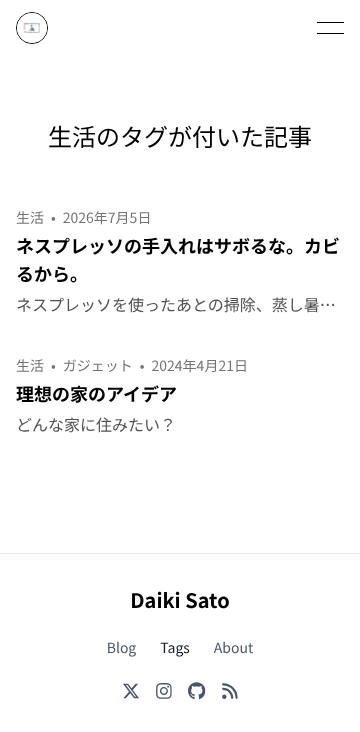 生活のタグが付いた記事
生活 • 2026年7月5日
ネスプレッソの手入れはサボるな。カビ
るから。
ネスプレッソを使ったあとの掃除、蒸し暑…
生活 • ガジェット • 2024年4月21日
理想の家のアイデア
どんな家に住みたい？
Daiki Sato
Blog Tags About